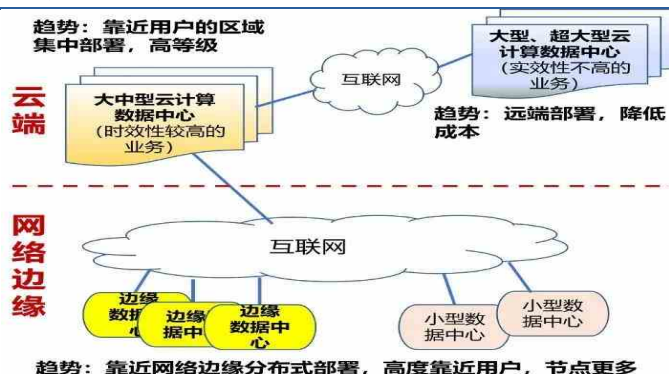 趋势：靠近用户的区域
集中部署，高等级
大型、超大型云
计算数据中心
（实效性不高的
业务）
互联网
云
端
大中型云计算
数据中心
（时效性较高的
业务）
趋势：远端部署，降低
成本
网
络
边
缘
互联网
边缘
数据
心
边缘
据中
边缘
数据中
心
小型数
据中心
小型数
据中心
趋势：靠近网络边缘分布式部署，高度靠近用户，节点更多